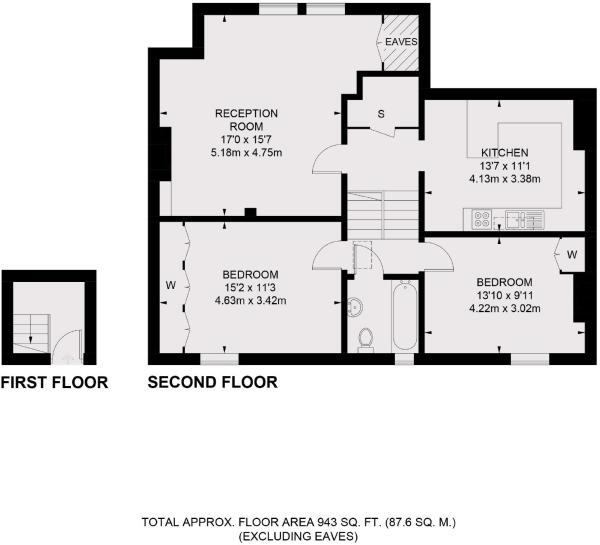 EAVES
RECEPTION
ROOM
17'0 x 15'7
5.18m x 4.75m
S
KITCHEN
13'7 x 11'1
4.13m x 3.38m
W
BEDROOM
15'2 x 11'3
4.63m x 3.42m
W
BEDROOM
13'10 x 9'11
4.22m x 3.02m
FIRST FLOOR
SECOND FLOOR
TOTAL APPROX. FLOOR AREA 943 SQ. FT. (87.6 SQ. M.)
(EXCLUDING EAVES)